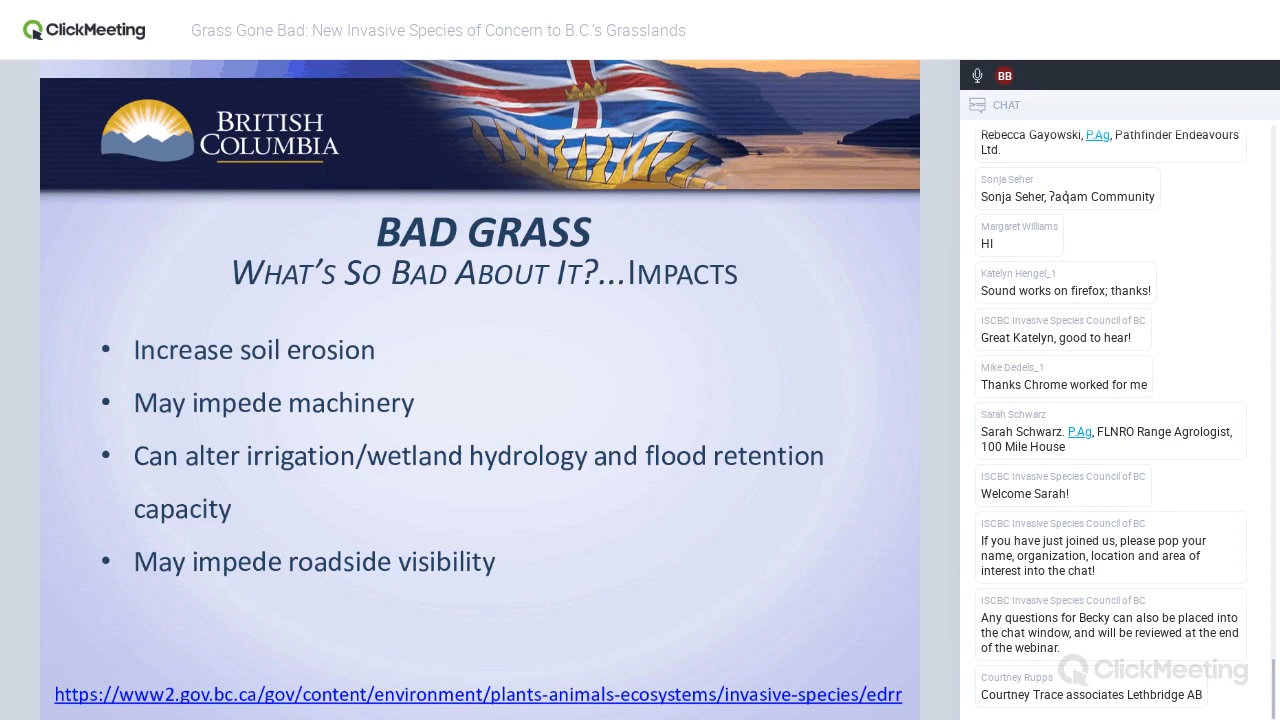 ClickMeeting
Grass Gone Bad: New Invasive Species of Concern to B.C.'s Grasslands
BB
CHAT
BRITISH
COLUMBIA
BAD GRASS
WHAT'S SO BAD ABOUT IT?...IMPACTS
• Increase soil erosion
• May impede machinery
• Can alter irrigation/wetland hydrology and flood retention
capacity
• May impede roadside visibility
https://www2.gov.bc.ca/gov/content/environment/plants-animals-ecosystems/invasive-species/edrr
Rebecca Gayowski, P.Ag, Pathfinder Endeavours
Ltd.
Sonja Seher
Sonja Seher, ʔaq̓am Community
Margaret Williams
HI
Katelyn Hengel_1
Sound works on firefox; thanks!
ISCBC Invasive Species Council of BC
Great Katelyn, good to hear!
Mike Dedels_1
Thanks Chrome worked for me
Sarah Schwarz
Sarah Schwarz. P.Ag, FLNRO Range Agrologist,
100 Mile House
ISCBC Invasive Species Council of BC
Welcome Sarah!
ISCBC Invasive Species Council of BC
If you have just joined us, please pop your
name, organization, location and area of
interest into the chat!
ISCBC Invasive Species Council of BC
Any questions for Becky can also be placed into
the chat window, and will be reviewed at the end
of the webinar.
ClickMeeting
Courtney Rupps
Courtney Trace associates Lethbridge AB